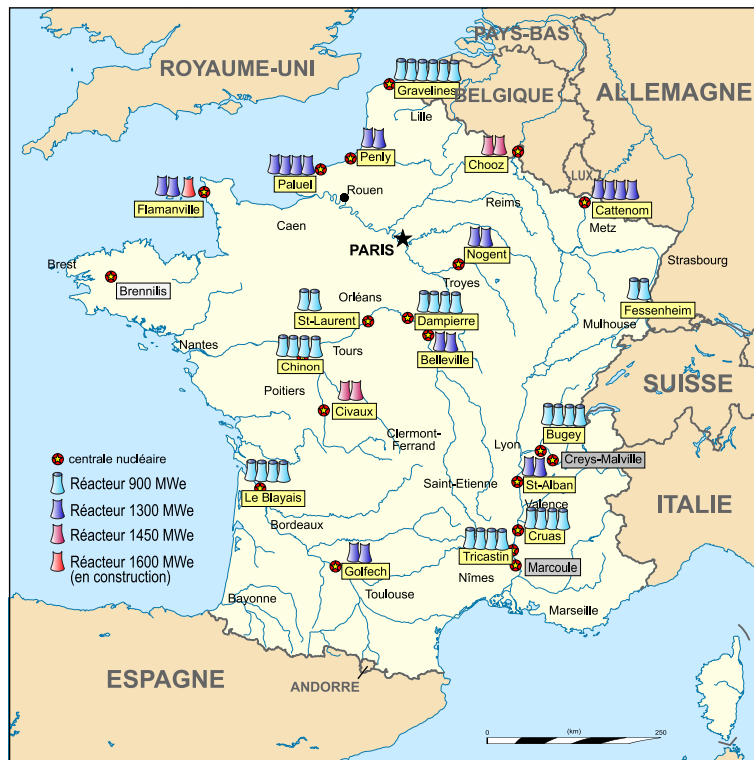 PAYS-BAS
ROYAUME-UNI
Gravelines
BELGIQUE
ALLEMAGNE
Lille
Penly
Chooz
Paluel
LUX.
Rouen
Flamanville
Reims
Cattenom
Caen
Metz
PARIS
Nogent
Strasbourg
Brest
Troyes
Brennilis
Orléans
St-Laurent
Dampierre
Fessenheim
Mulhouse
Nantes
Tours
Belleville
Chinon
SUISSE
Poitiers
Civaux
Clermont-
Ferrand
Bugey
Lyon
Creys-Malville
centrale nucléaire
Réacteur 900 MWe
St-Alban
Saint-Etienne
ITALIE
Le Blayais
Valence
Réacteur 1300 MWe
Bordeaux
Cruas
Réacteur 1450 MWe
Tricastin
Réacteur 1600 MWe
(en construction)
Golfech
Marcoule
Nîmes
Toulouse
Bayonne
Marseille
ESPAGNE
ANDORRE
0 (km) 250